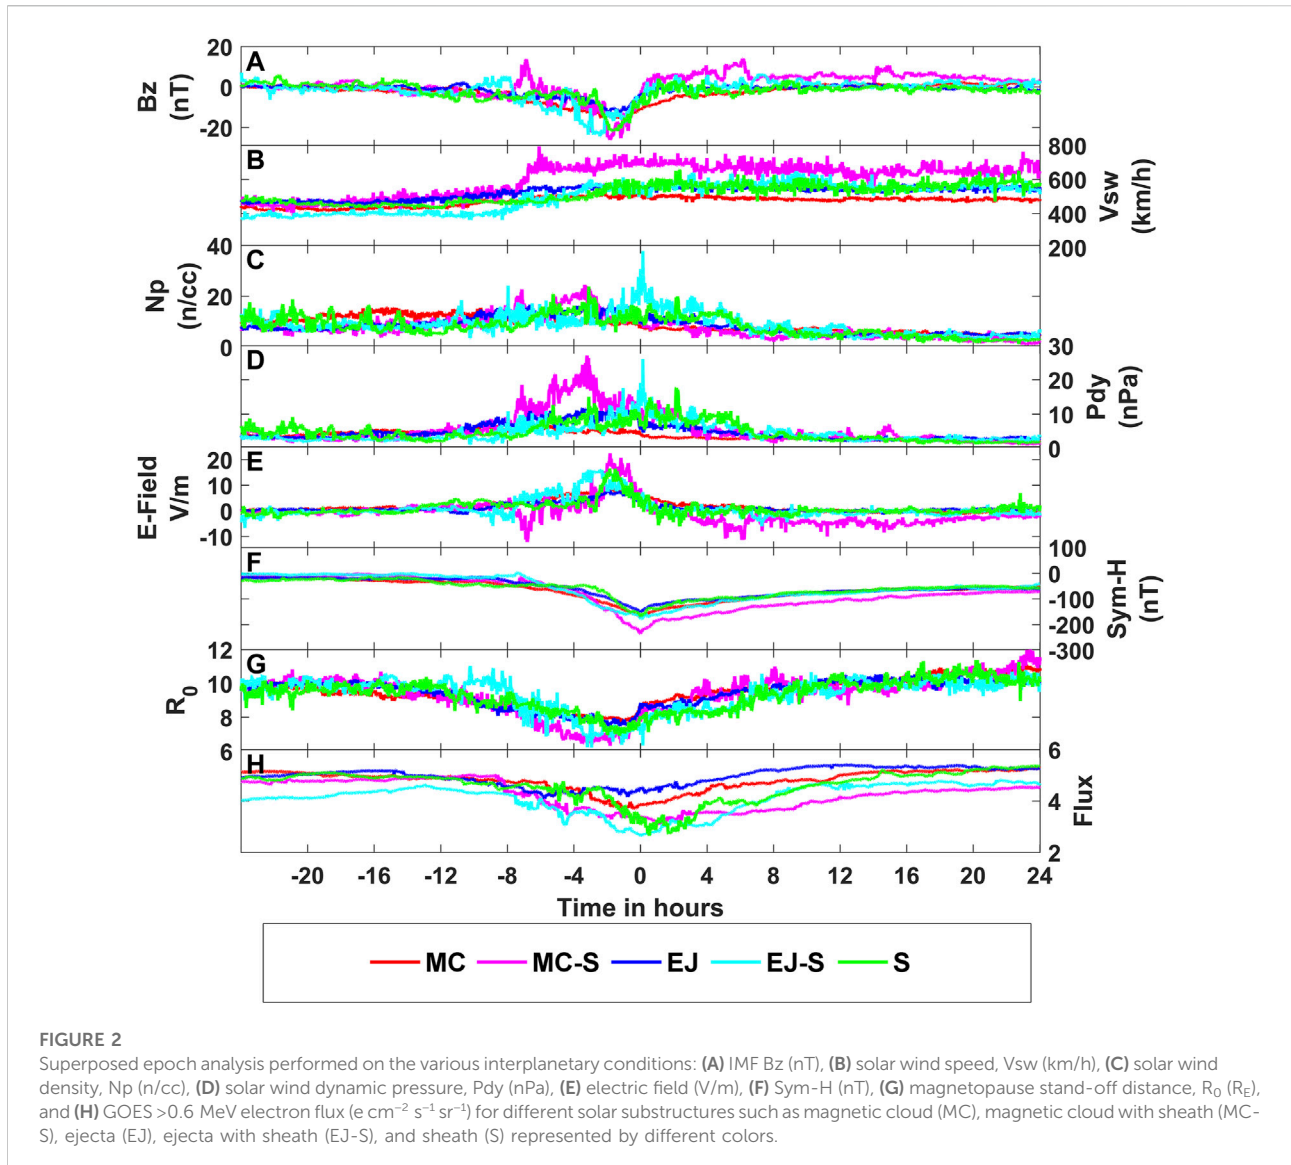 A
20
0
-20
Bz
(nT)
B
800
600
400
200
Vsw
(km/h)
C
40
20
0
Np
(n/cc)
D
30
20
10
0
Pdy
(nPa)
E
20
10
0
-10
E-Field
V/m
F
100
0
-100
-200
-300
Sym-H
(nT)
G
12
10
8
6
R₀
H
6
4
2
Flux
-20 -16 -12 -8 -4 0 4 8 12 16 20 24
Time in hours
MC MC-S EJ EJ-S S
FIGURE 2
Superposed epoch analysis performed on the various interplanetary conditions: (A) IMF Bz (nT), (B) solar wind speed, Vsw (km/h), (C) solar wind
density, Np (n/cc), (D) solar wind dynamic pressure, Pdy (nPa), (E) electric field (V/m), (F) Sym-H (nT), (G) magnetopause stand-off distance, R₀ (R_E),
and (H) GOES >0.6 MeV electron flux (e cm⁻² s⁻¹ sr⁻¹) for different solar substructures such as magnetic cloud (MC), magnetic cloud with sheath (MC-
S), ejecta (EJ), ejecta with sheath (EJ-S), and sheath (S) represented by different colors.